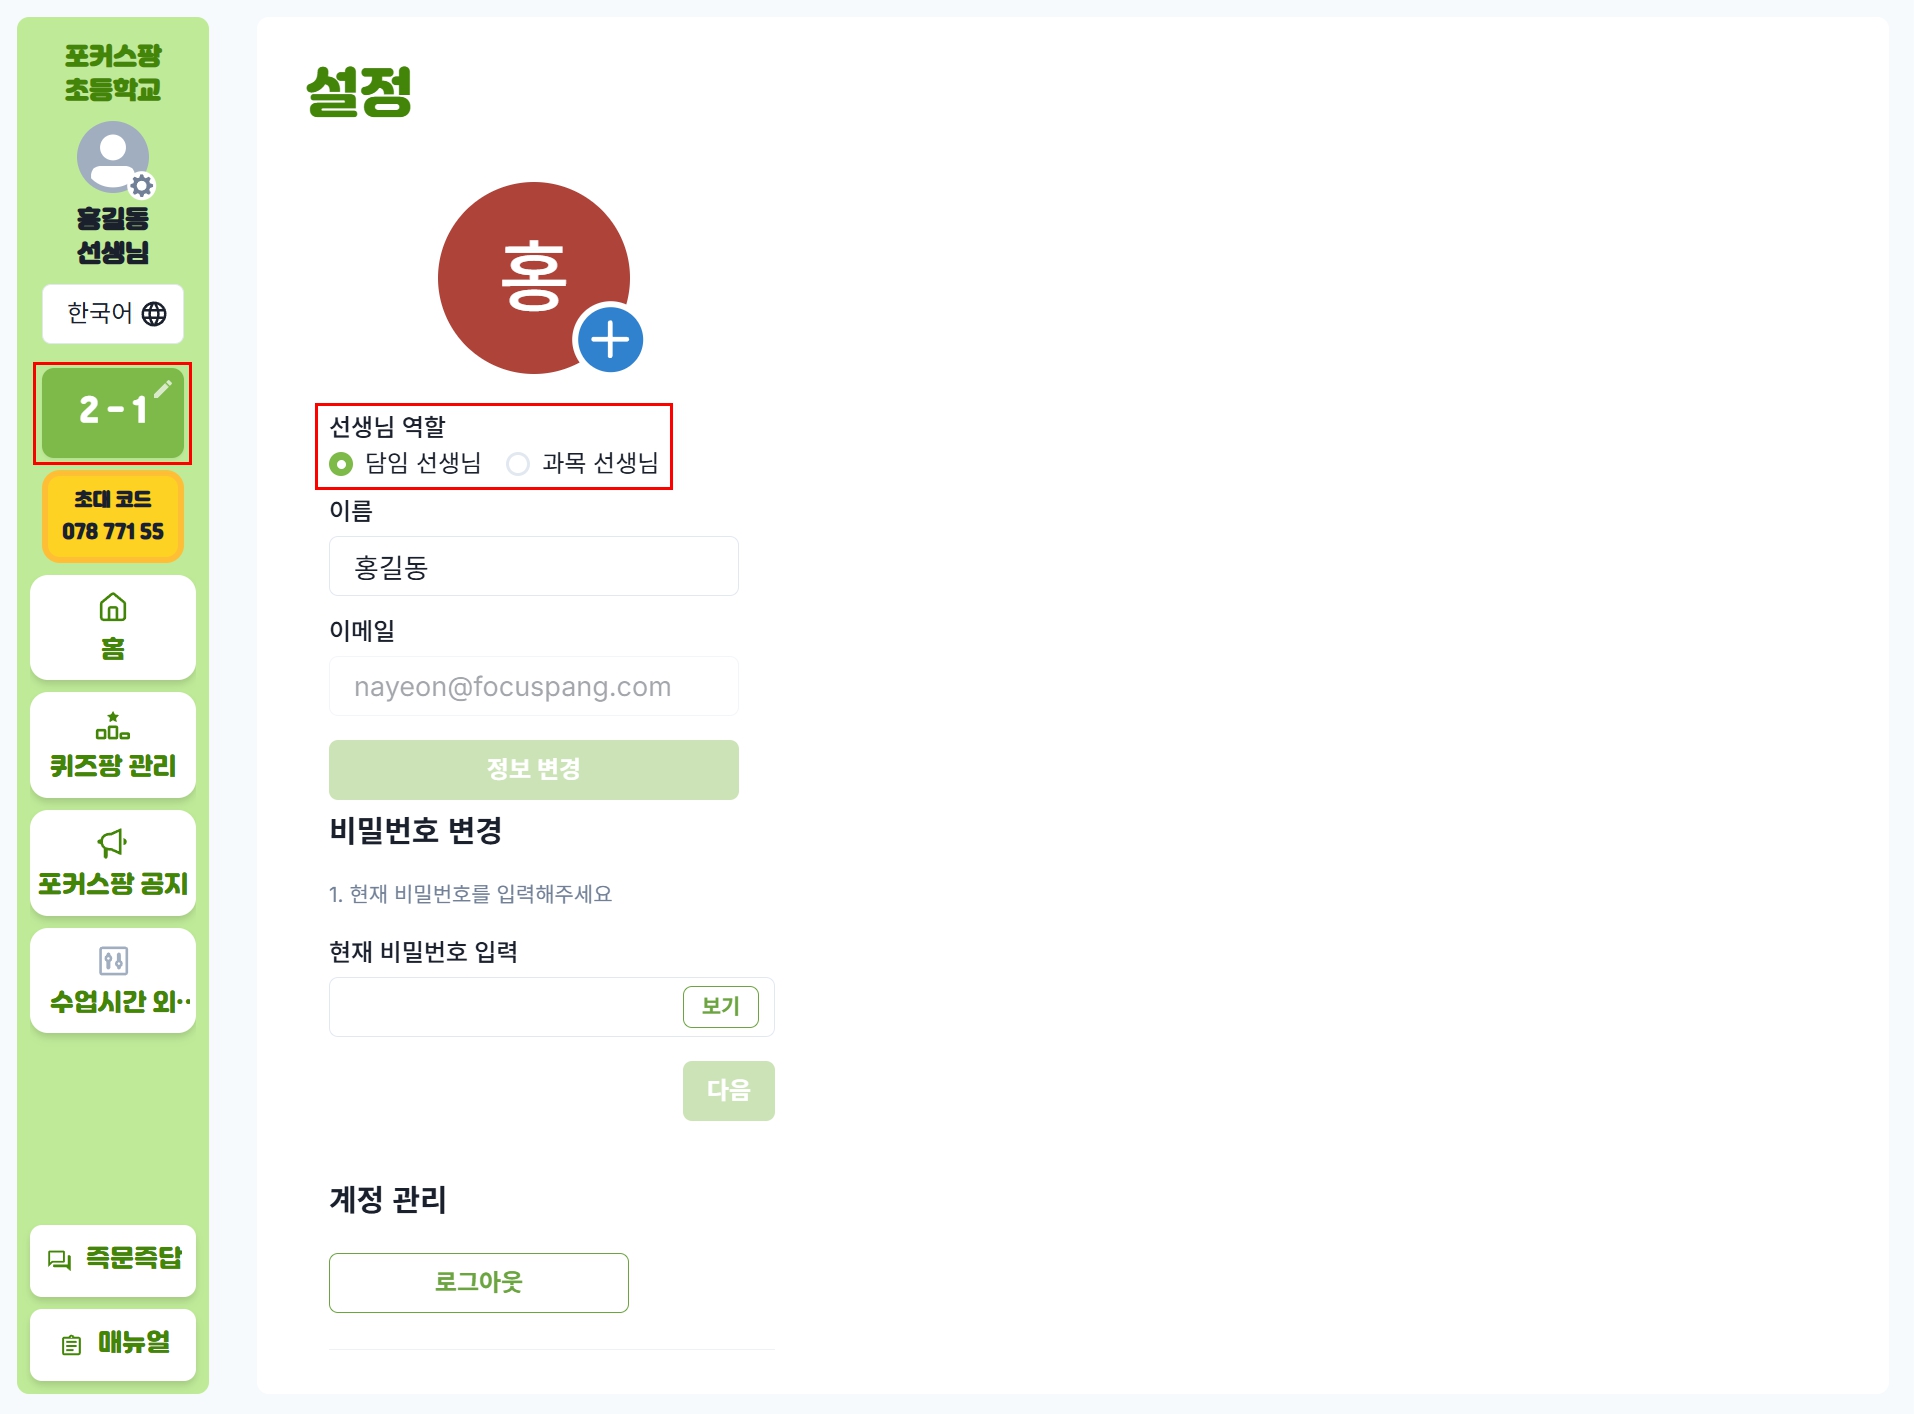 포커스팡
초등학교
홍길동
선생님
한국어
2 - 1
초대 코드
078 771 55
홈
퀴즈팡 관리
포커스팡 공지
수업시간 외··
즉문즉답
매뉴얼
설정
홍
선생님 역할
담임 선생님 과목 선생님
이름
홍길동
이메일
nayeon@focuspang.com
정보 변경
비밀번호 변경
1. 현재 비밀번호를 입력해주세요
현재 비밀번호 입력
보기
다음
계정 관리
로그아웃